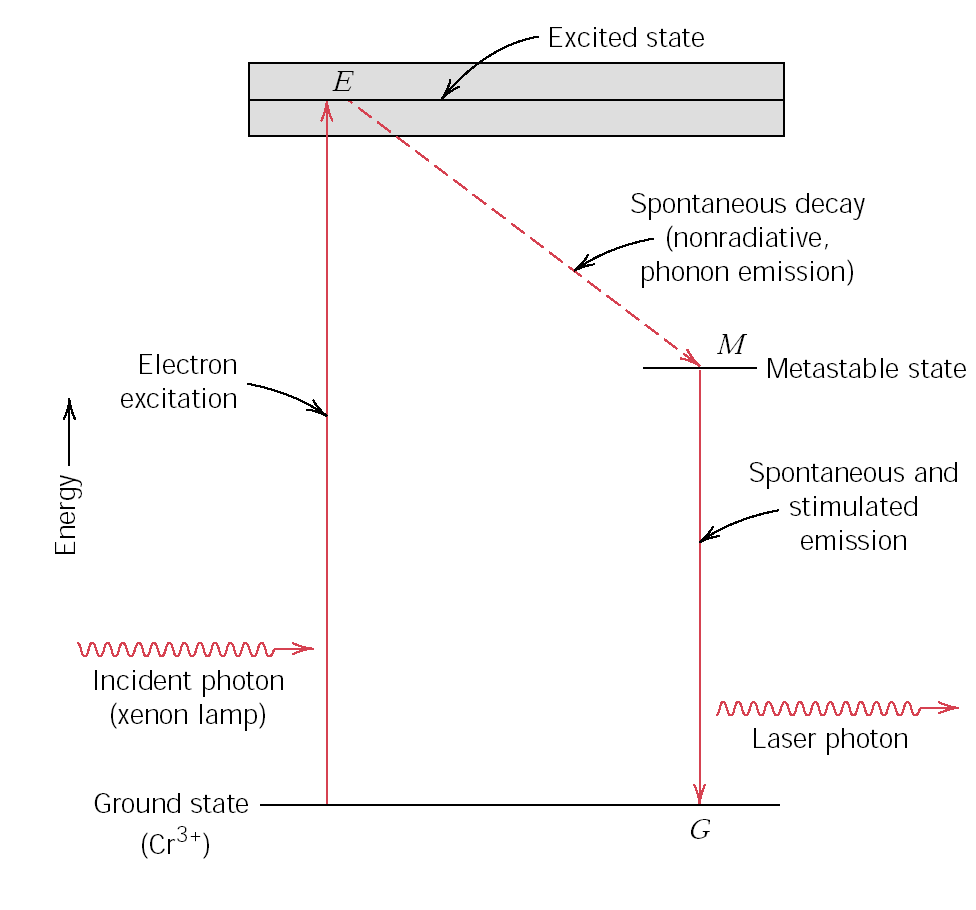 Excited state
E
Spontaneous decay
(nonradiative,
phonon emission)
M
Metastable state
Electron
excitation
Energy
Spontaneous and
stimulated
emission
Incident photon
(xenon lamp)
Laser photon
Ground state
(Cr³⁺)
G